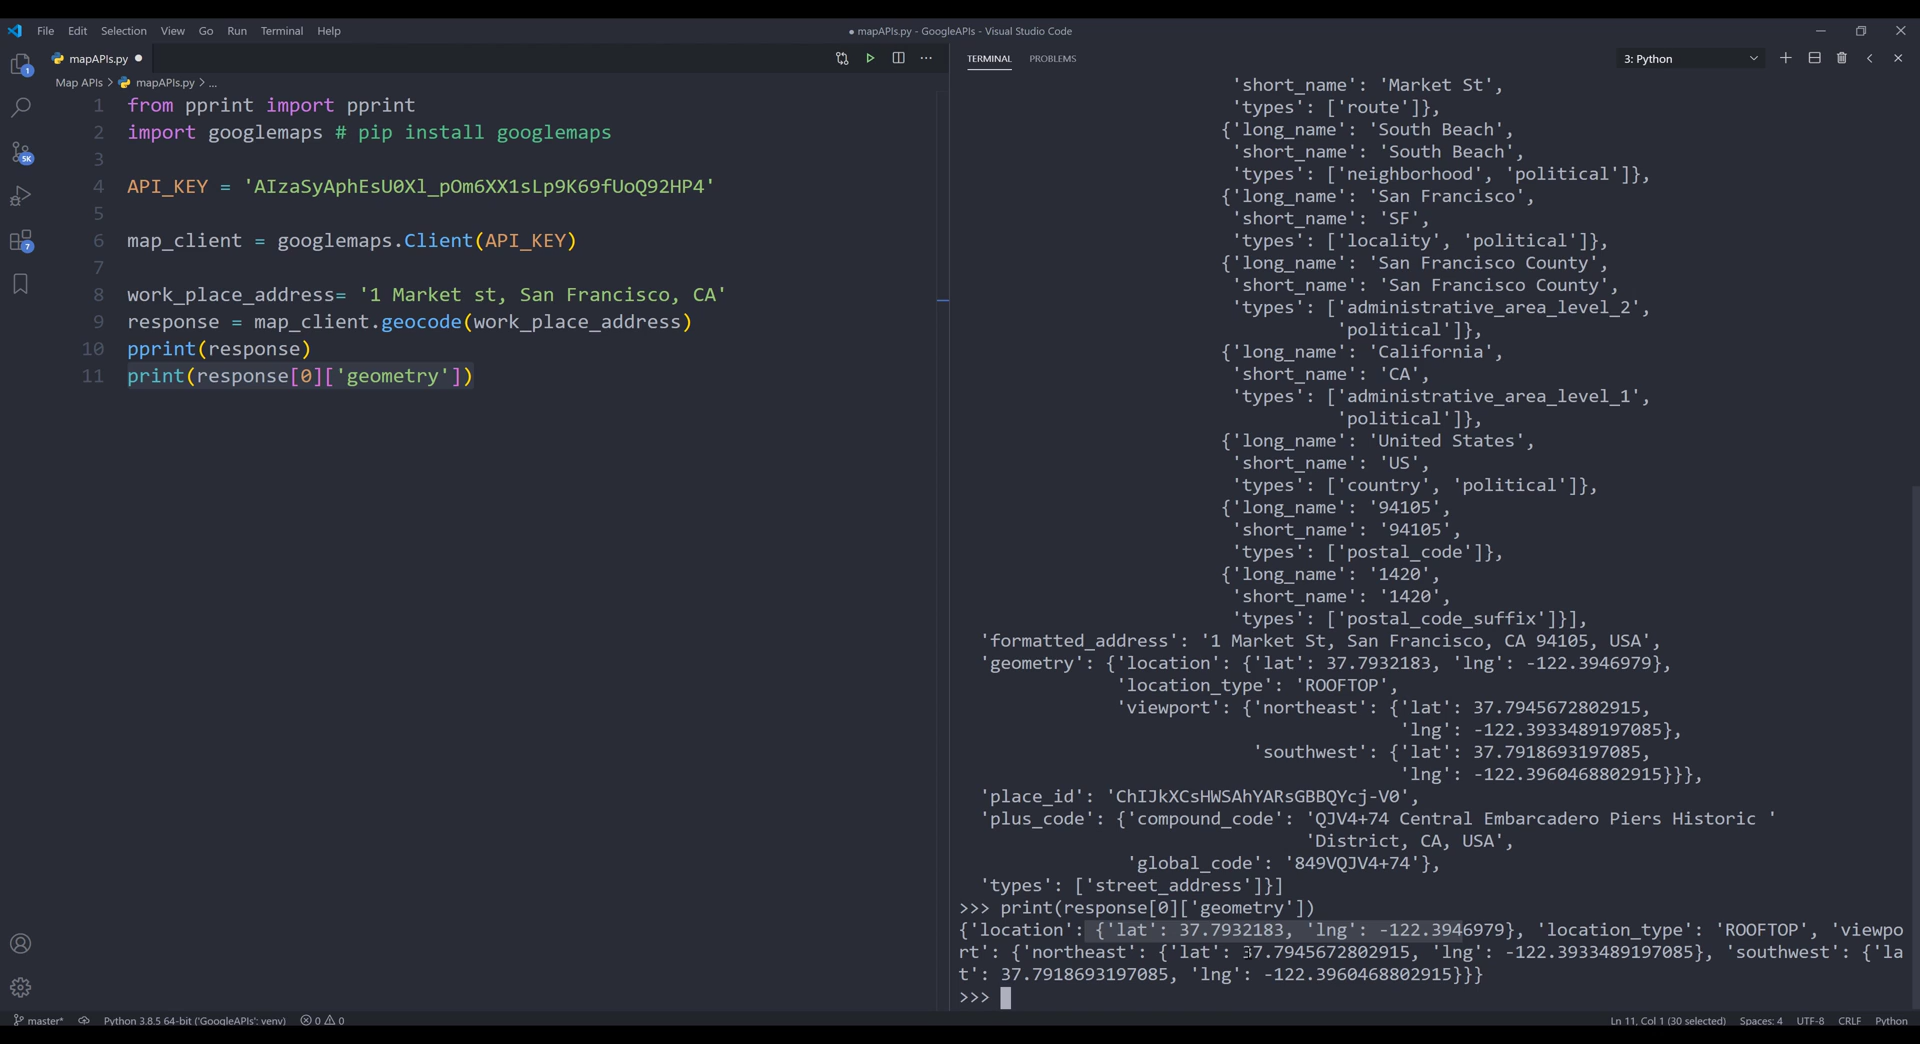 File Edit Selection View Go Run Terminal Help
● mapAPIs.py - GoogleAPIs - Visual Studio Code
mapAPIs.py
Map APIs > mapAPIs.py > ...
1 from pprint import pprint
2 import googlemaps # pip install googlemaps
3
4 API_KEY = 'AIzaSyAphEsU0Xl_pOm6XX1sLp9K69fUoQ92HP4'
5
6 map_client = googlemaps.Client(API_KEY)
7
8 work_place_address= '1 Market st, San Francisco, CA'
9 response = map_client.geocode(work_place_address)
10 pprint(response)
11 print(response[0]['geometry'])
1
5K
7
TERMINAL PROBLEMS
3: Python
'short_name': 'Market St',
'types': ['route']},
{'long_name': 'South Beach',
'short_name': 'South Beach',
'types': ['neighborhood', 'political']},
{'long_name': 'San Francisco',
'short_name': 'SF',
'types': ['locality', 'political']},
{'long_name': 'San Francisco County',
'short_name': 'San Francisco County',
'types': ['administrative_area_level_2',
'political']},
{'long_name': 'California',
'short_name': 'CA',
'types': ['administrative_area_level_1',
'political']},
{'long_name': 'United States',
'short_name': 'US',
'types': ['country', 'political']},
{'long_name': '94105',
'short_name': '94105',
'types': ['postal_code']},
{'long_name': '1420',
'short_name': '1420',
'types': ['postal_code_suffix']}],
'formatted_address': '1 Market St, San Francisco, CA 94105, USA',
'geometry': {'location': {'lat': 37.7932183, 'lng': -122.3946979},
'location_type': 'ROOFTOP',
'viewport': {'northeast': {'lat': 37.7945672802915,
'lng': -122.3933489197085},
'southwest': {'lat': 37.7918693197085,
'lng': -122.3960468802915}}},
'place_id': 'ChIJkXCsHWSAhYARsGBBQYcj-V0',
'plus_code': {'compound_code': 'QJV4+74 Central Embarcadero Piers Historic '
'District, CA, USA',
'global_code': '849VQJV4+74'},
'types': ['street_address']}]
>>> print(response[0]['geometry'])
{'location': {'lat': 37.7932183, 'lng': -122.3946979}, 'location_type': 'ROOFTOP', 'viewpo
rt': {'northeast': {'lat': 37.7945672802915, 'lng': -122.3933489197085}, 'southwest': {'la
t': 37.7918693197085, 'lng': -122.3960468802915}}}
>>>
master* Python 3.8.5 64-bit ('GoogleAPIs': venv) 0 0
Ln 11, Col 1 (30 selected) Spaces: 4 UTF-8 CRLF Python